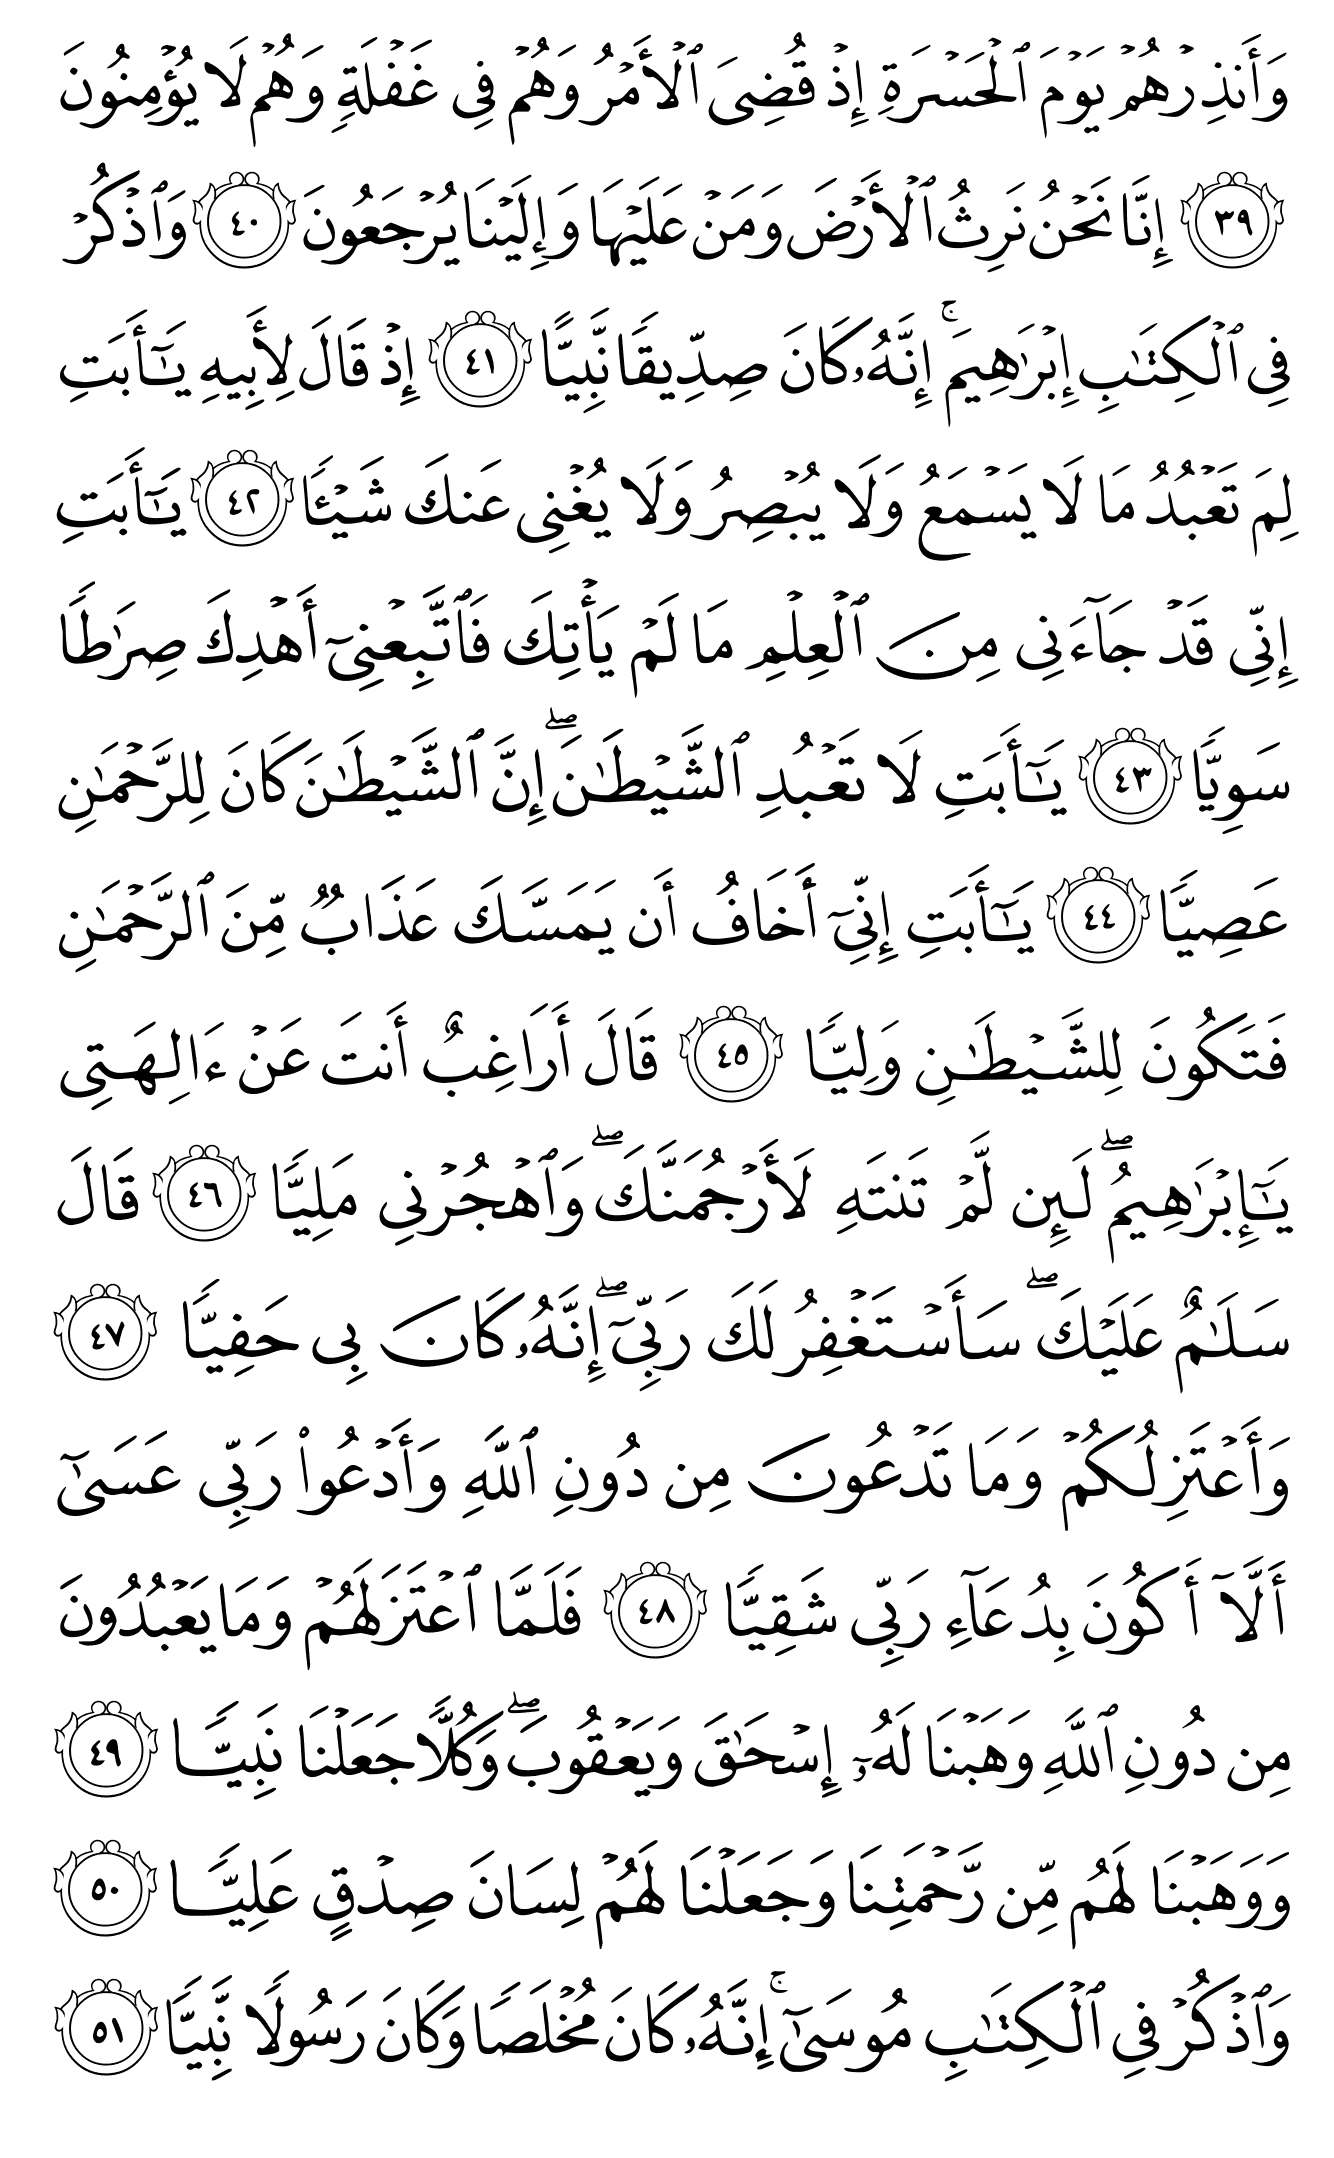 وَأَنذِرْهُمْ يَوْمَ ٱلْحَسْرَةِ إِذْ قُضِىَ ٱلْأَمْرُ وَهُمْ فِى غَفْلَةٍ وَهُمْ لَا يُؤْمِنُونَ
٣٩ إِنَّا نَحْنُ نَرِثُ ٱلْأَرْضَ وَمَنْ عَلَيْهَا وَإِلَيْنَا يُرْجَعُونَ ٤٠ وَٱذْكُرْ
فِى ٱلْكِتَٰبِ إِبْرَٰهِيمَ ۚ إِنَّهُۥ كَانَ صِدِّيقًا نَّبِيًّا ٤١ إِذْ قَالَ لِأَبِيهِ يَٰٓأَبَتِ
لِمَ تَعْبُدُ مَا لَا يَسْمَعُ وَلَا يُبْصِرُ وَلَا يُغْنِى عَنكَ شَيْـًٔا ٤٢ يَٰٓأَبَتِ
إِنِّى قَدْ جَآءَنِى مِنَ ٱلْعِلْمِ مَا لَمْ يَأْتِكَ فَٱتَّبِعْنِىٓ أَهْدِكَ صِرَٰطًا
سَوِيًّا ٤٣ يَٰٓأَبَتِ لَا تَعْبُدِ ٱلشَّيْطَٰنَ ۖ إِنَّ ٱلشَّيْطَٰنَ كَانَ لِلرَّحْمَٰنِ
عَصِيًّا ٤٤ يَٰٓأَبَتِ إِنِّىٓ أَخَافُ أَن يَمَسَّكَ عَذَابٌ مِّنَ ٱلرَّحْمَٰنِ
فَتَكُونَ لِلشَّيْطَٰنِ وَلِيًّا ٤٥ قَالَ أَرَاغِبٌ أَنتَ عَنْ ءَالِهَتِى
يَٰٓإِبْرَٰهِيمُ ۖ لَئِن لَّمْ تَنتَهِ لَأَرْجُمَنَّكَ ۖ وَٱهْجُرْنِى مَلِيًّا ٤٦ قَالَ
سَلَٰمٌ عَلَيْكَ ۖ سَأَسْتَغْفِرُ لَكَ رَبِّىٓ ۖ إِنَّهُۥ كَانَ بِى حَفِيًّا ٤٧
وَأَعْتَزِلُكُمْ وَمَا تَدْعُونَ مِن دُونِ ٱللَّهِ وَأَدْعُوا۟ رَبِّى عَسَىٰٓ
أَلَّآ أَكُونَ بِدُعَآءِ رَبِّى شَقِيًّا ٤٨ فَلَمَّا ٱعْتَزَلَهُمْ وَمَا يَعْبُدُونَ
مِن دُونِ ٱللَّهِ وَهَبْنَا لَهُۥٓ إِسْحَٰقَ وَيَعْقُوبَ ۖ وَكُلًّا جَعَلْنَا نَبِيًّا ٤٩
وَوَهَبْنَا لَهُم مِّن رَّحْمَتِنَا وَجَعَلْنَا لَهُمْ لِسَانَ صِدْقٍ عَلِيًّا ٥٠
وَٱذْكُرْ فِى ٱلْكِتَٰبِ مُوسَىٰٓ ۚ إِنَّهُۥ كَانَ مُخْلَصًا وَكَانَ رَسُولًا نَّبِيًّا ٥١